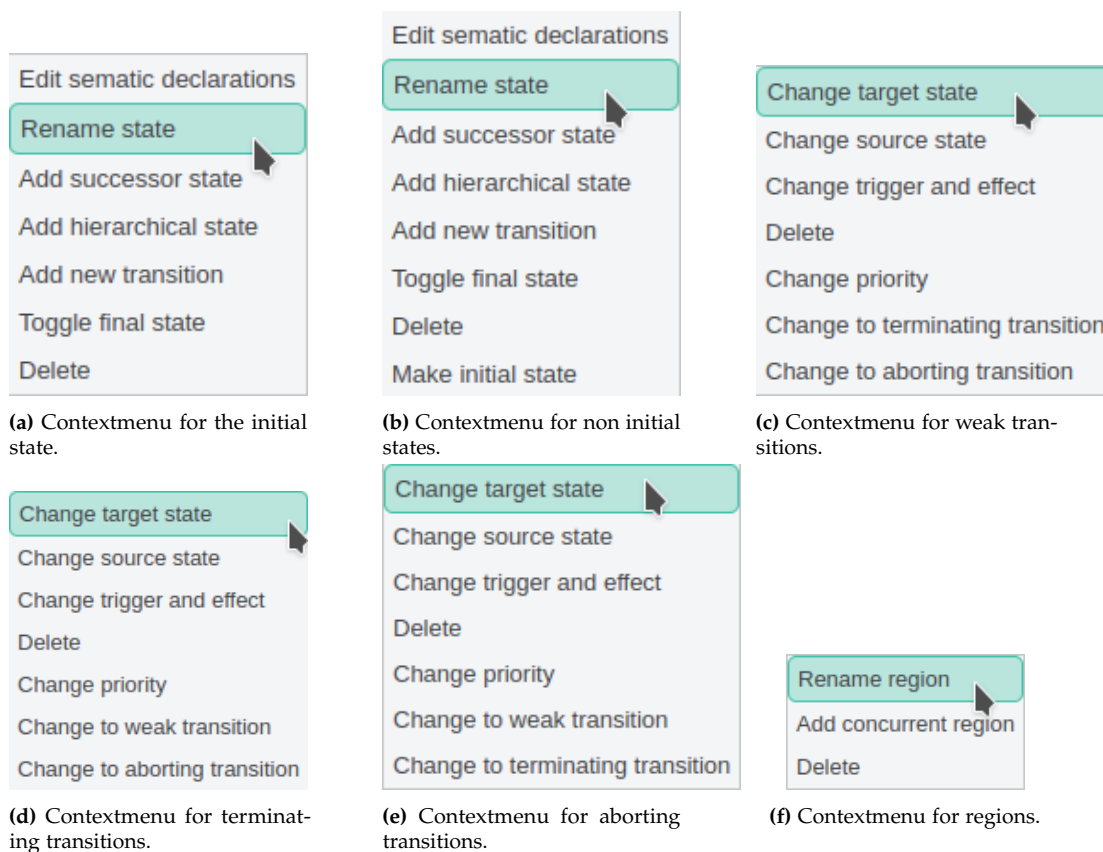 Edit sematic declarations
Rename state
Add successor state
Add hierarchical state
Add new transition
Toggle final state
Delete
(a) Contextmenu for the initial
state.
Edit sematic declarations
Rename state
Add successor state
Add hierarchical state
Add new transition
Toggle final state
Delete
Make initial state
(b) Contextmenu for non initial
states.
Change target state
Change source state
Change trigger and effect
Delete
Change priority
Change to terminating transition
Change to aborting transition
(c) Contextmenu for weak tran-
sitions.
Change target state
Change source state
Change trigger and effect
Delete
Change priority
Change to weak transition
Change to aborting transition
(d) Contextmenu for terminat-
ing transitions.
Change target state
Change source state
Change trigger and effect
Delete
Change priority
Change to weak transition
Change to terminating transition
(e) Contextmenu for aborting
transitions.
Rename region
Add concurrent region
Delete
(f) Contextmenu for regions.